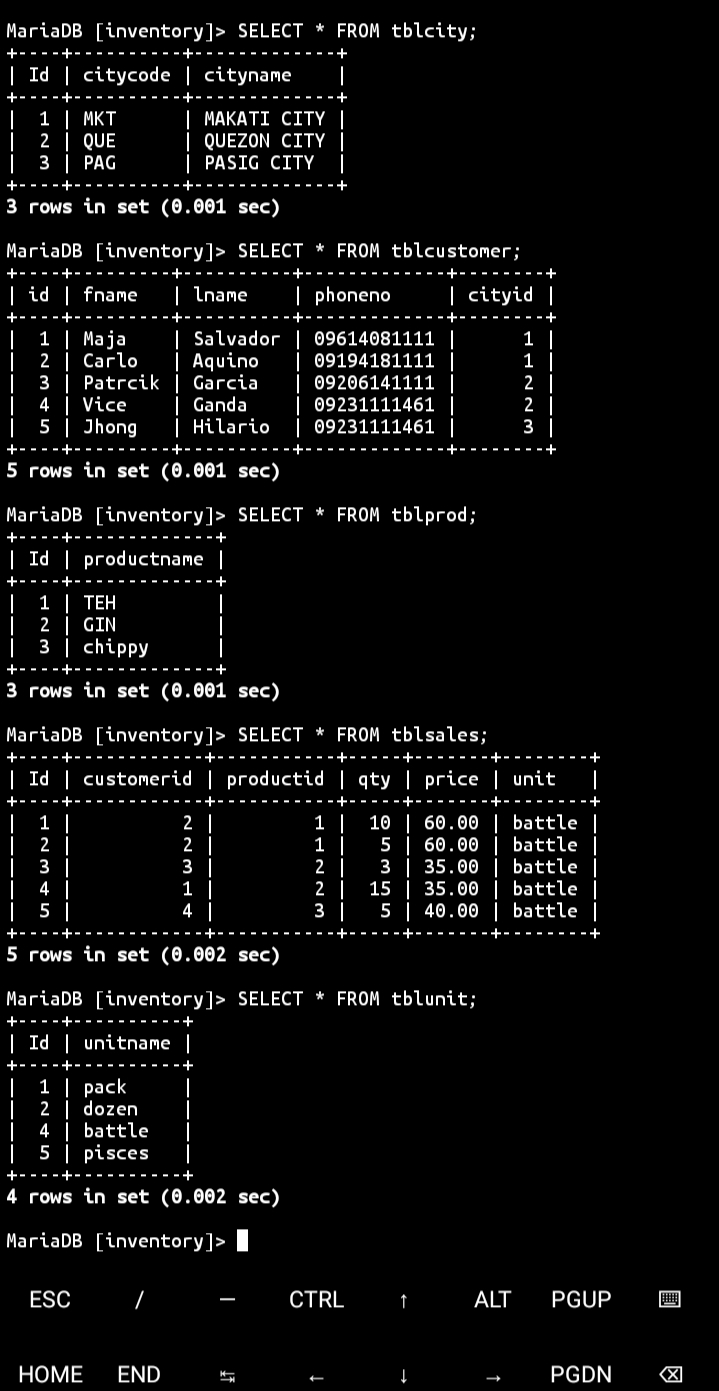 MariaDB [inventory]> SELECT * FROM tblcity;
+----+----------+-------------+
| Id | citycode | cityname    |
+----+----------+-------------+
|  1 | MKT      | MAKATI CITY |
|  2 | QUE      | QUEZON CITY |
|  3 | PAG      | PASIG CITY  |
+----+----------+-------------+
3 rows in set (0.001 sec)

MariaDB [inventory]> SELECT * FROM tblcustomer;
+----+---------+----------+-------------+--------+
| id | fname   | lname    | phoneno     | cityid |
+----+---------+----------+-------------+--------+
|  1 | Maja    | Salvador | 09614081111 |      1 |
|  2 | Carlo   | Aquino   | 09194181111 |      1 |
|  3 | Patrcik | Garcia   | 09206141111 |      2 |
|  4 | Vice    | Ganda    | 09231111461 |      2 |
|  5 | Jhong   | Hilario  | 09231111461 |      3 |
+----+---------+----------+-------------+--------+
5 rows in set (0.001 sec)

MariaDB [inventory]> SELECT * FROM tblprod;
+----+-------------+
| Id | productname |
+----+-------------+
|  1 | TEH         |
|  2 | GIN         |
|  3 | chippy      |
+----+-------------+
3 rows in set (0.001 sec)

MariaDB [inventory]> SELECT * FROM tblsales;
+----+------------+-----------+-----+-------+--------+
| Id | customerid | productid | qty | price | unit   |
+----+------------+-----------+-----+-------+--------+
|  1 |          2 |         1 |  10 | 60.00 | battle |
|  2 |          2 |         1 |   5 | 60.00 | battle |
|  3 |          3 |         2 |   3 | 35.00 | battle |
|  4 |          1 |         2 |  15 | 35.00 | battle |
|  5 |          4 |         3 |   5 | 40.00 | battle |
+----+------------+-----------+-----+-------+--------+
5 rows in set (0.002 sec)

MariaDB [inventory]> SELECT * FROM tblunit;
+----+----------+
| Id | unitname |
+----+----------+
|  1 | pack     |
|  2 | dozen    |
|  4 | battle   |
|  5 | pisces   |
+----+----------+
4 rows in set (0.002 sec)

MariaDB [inventory]>
ESC / — CTRL ↑ ALT PGUP ⌨
HOME END ↹ ← ↓ → PGDN ⌫